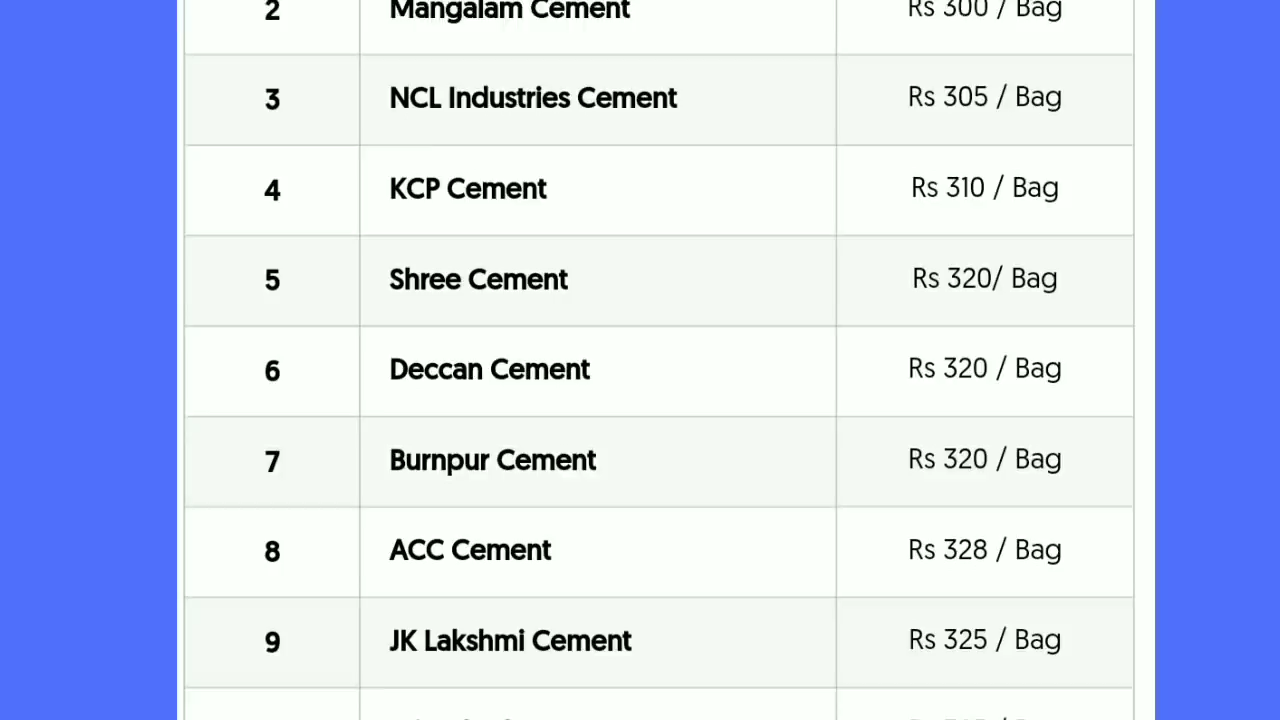 2 Mangalam Cement Rs 300 / Bag
3 NCL Industries Cement Rs 305 / Bag
4 KCP Cement Rs 310 / Bag
5 Shree Cement Rs 320/ Bag
6 Deccan Cement Rs 320 / Bag
7 Burnpur Cement Rs 320 / Bag
8 ACC Cement Rs 328 / Bag
9 JK Lakshmi Cement Rs 325 / Bag